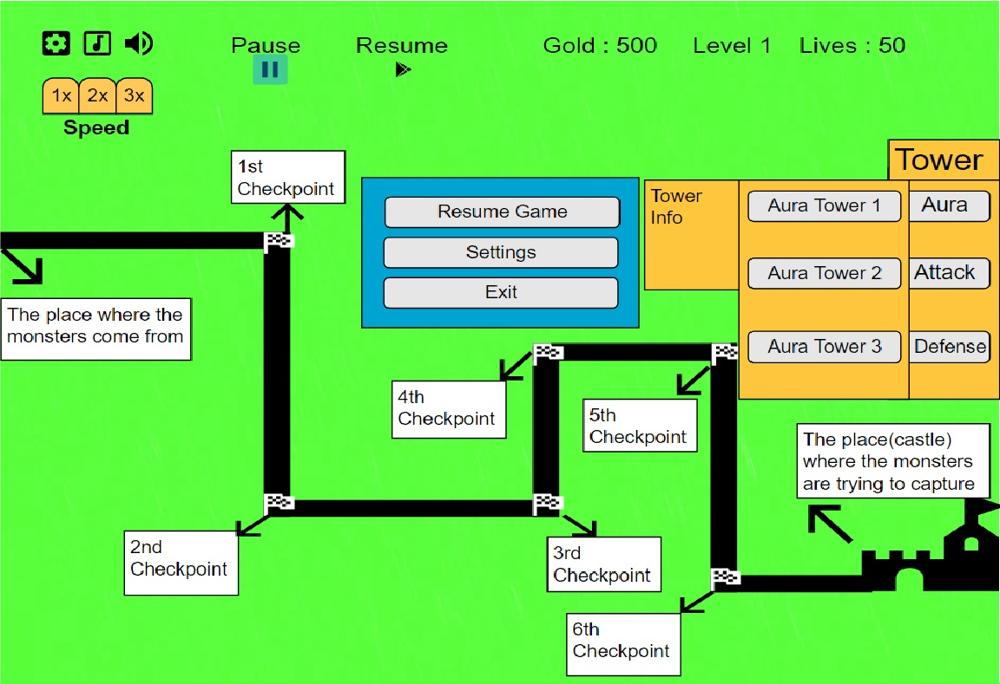 Pause
Resume
Gold : 500
Level 1
Lives : 50
1x
2x
3x
Speed
1st
Checkpoint
Tower
Resume Game
Settings
Exit
Tower
Info
Aura Tower 1
Aura
Aura Tower 2
Attack
Aura Tower 3
Defense
The place where the
monsters come from
4th
Checkpoint
5th
Checkpoint
The place(castle)
where the monsters
are trying to capture
2nd
Checkpoint
3rd
Checkpoint
6th
Checkpoint